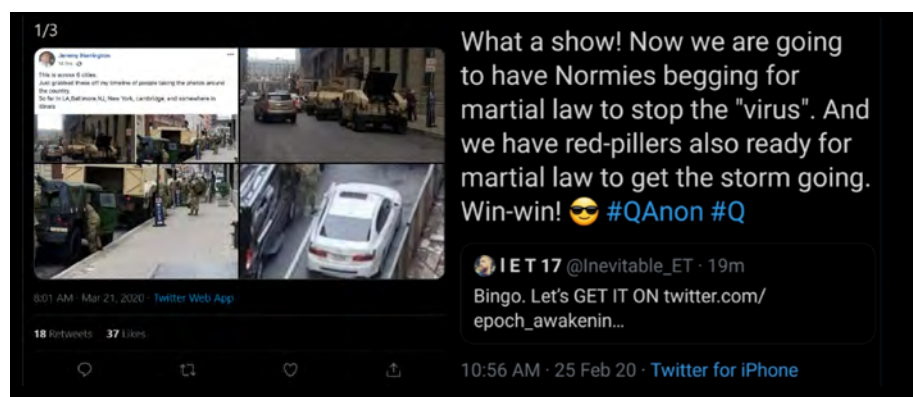 1/3
Jeremy Harrington
This is across 6 cities.
Just grabbed these off my timeline of people taking the photos around
the country.
So far in LA,Baltimore,NJ, New York, cambridge, and somewhere in
Illinois
8:01 AM · Mar 21, 2020 · Twitter Web App
18 Retweets 37 Likes
What a show! Now we are going
to have Normies begging for
martial law to stop the "virus". And
we have red-pillers also ready for
martial law to get the storm going.
Win-win! 😎 #QAnon #Q
I E T 17 @Inevitable_ET · 19m
Bingo. Let's GET IT ON twitter.com/
epoch_awakenin…
10:56 AM · 25 Feb 20 · Twitter for iPhone